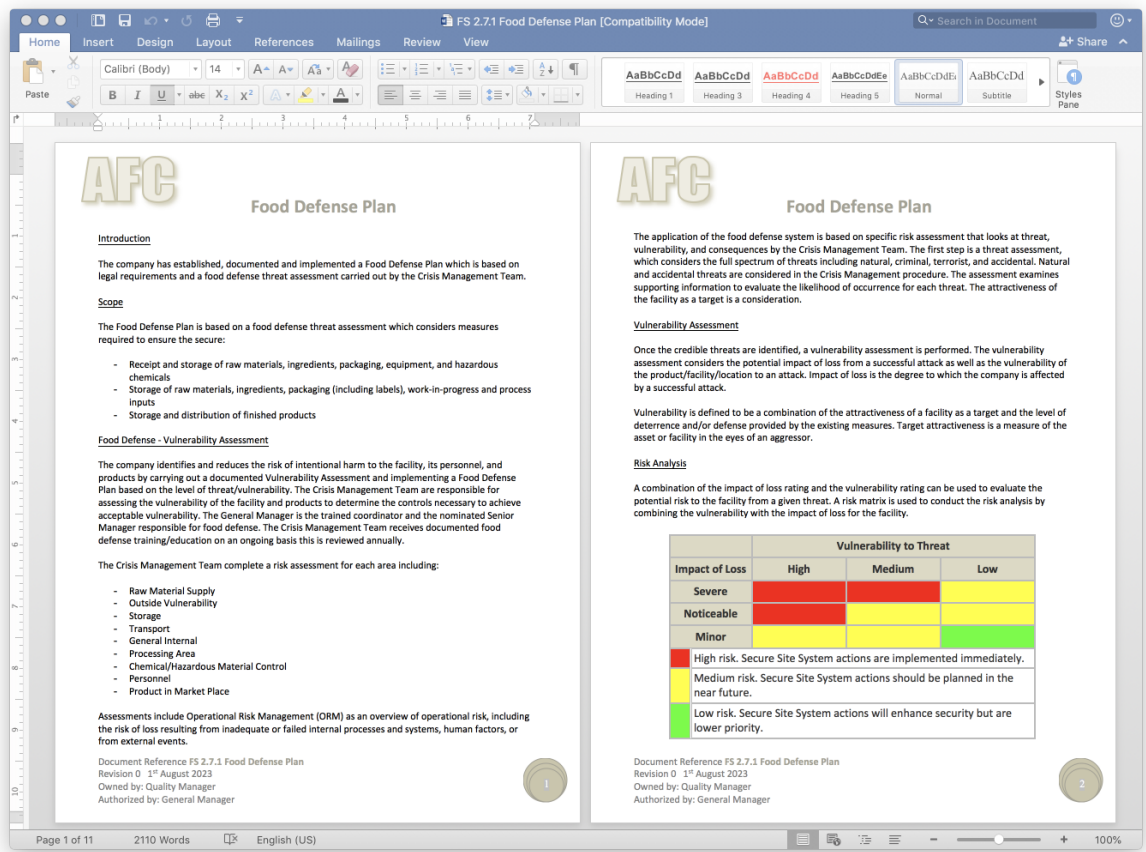 FS 2.7.1 Food Defense Plan [Compatibility Mode]
Search in Document
Home Insert Design Layout References Mailings Review View
Share
Paste
Calibri (Body) 14
AaBbCcDd AaBbCcDd AaBbCcDd AaBbCcDdEe AaBbCcDdEe AaBbCcDd
Heading 1 Heading 3 Heading 4 Heading 5 Normal Subtitle
Styles
Pane
B I U abc X₂ X²
1 2 3 4 5 6 7
AFC
Food Defense Plan
Introduction
The company has established, documented and implemented a Food Defense Plan which is based on
legal requirements and a food defense threat assessment carried out by the Crisis Management Team.
Scope
The Food Defense Plan is based on a food defense threat assessment which considers measures
required to ensure the secure:
- Receipt and storage of raw materials, ingredients, packaging, equipment, and hazardous
chemicals
- Storage of raw materials, ingredients, packaging (including labels), work-in-progress and process
inputs
- Storage and distribution of finished products
Food Defense - Vulnerability Assessment
The company identifies and reduces the risk of intentional harm to the facility, its personnel, and
products by carrying out a documented Vulnerability Assessment and implementing a Food Defense
Plan based on the level of threat/vulnerability. The Crisis Management Team are responsible for
assessing the vulnerability of the facility and products to determine the controls necessary to achieve
acceptable vulnerability. The General Manager is the trained coordinator and the nominated Senior
Manager responsible for food defense. The Crisis Management Team receives documented food
defense training/education on an ongoing basis this is reviewed annually.
The Crisis Management Team complete a risk assessment for each area including:
- Raw Material Supply
- Outside Vulnerability
- Storage
- Transport
- General Internal
- Processing Area
- Chemical/Hazardous Material Control
- Personnel
- Product in Market Place
Assessments include Operational Risk Management (ORM) as an overview of operational risk, including
the risk of loss resulting from inadequate or failed internal processes and systems, human factors, or
from external events.
Document Reference FS 2.7.1 Food Defense Plan
Revision 0 1st August 2023
Owned by: Quality Manager
Authorized by: General Manager
1
AFC
Food Defense Plan
The application of the food defense system is based on specific risk assessment that looks at threat,
vulnerability, and consequences by the Crisis Management Team. The first step is a threat assessment,
which considers the full spectrum of threats including natural, criminal, terrorist, and accidental. Natural
and accidental threats are considered in the Crisis Management procedure. The assessment examines
supporting information to evaluate the likelihood of occurrence for each threat. The attractiveness of
the facility as a target is a consideration.
Vulnerability Assessment
Once the credible threats are identified, a vulnerability assessment is performed. The vulnerability
assessment considers the potential impact of loss from a successful attack as well as the vulnerability of
the product/facility/location to an attack. Impact of loss is the degree to which the company is affected
by a successful attack.
Vulnerability is defined to be a combination of the attractiveness of a facility as a target and the level of
deterrence and/or defense provided by the existing measures. Target attractiveness is a measure of the
asset or facility in the eyes of an aggressor.
Risk Analysis
A combination of the impact of loss rating and the vulnerability rating can be used to evaluate the
potential risk to the facility from a given threat. A risk matrix is used to conduct the risk analysis by
combining the vulnerability with the impact of loss for the facility.
Vulnerability to Threat
Impact of Loss High Medium Low
Severe
Noticeable
Minor
High risk. Secure Site System actions are implemented immediately.
Medium risk. Secure Site System actions should be planned in the
near future.
Low risk. Secure Site System actions will enhance security but are
lower priority.
Document Reference FS 2.7.1 Food Defense Plan
Revision 0 1st August 2023
Owned by: Quality Manager
Authorized by: General Manager
2
Page 1 of 11 2110 Words English (US) 100%